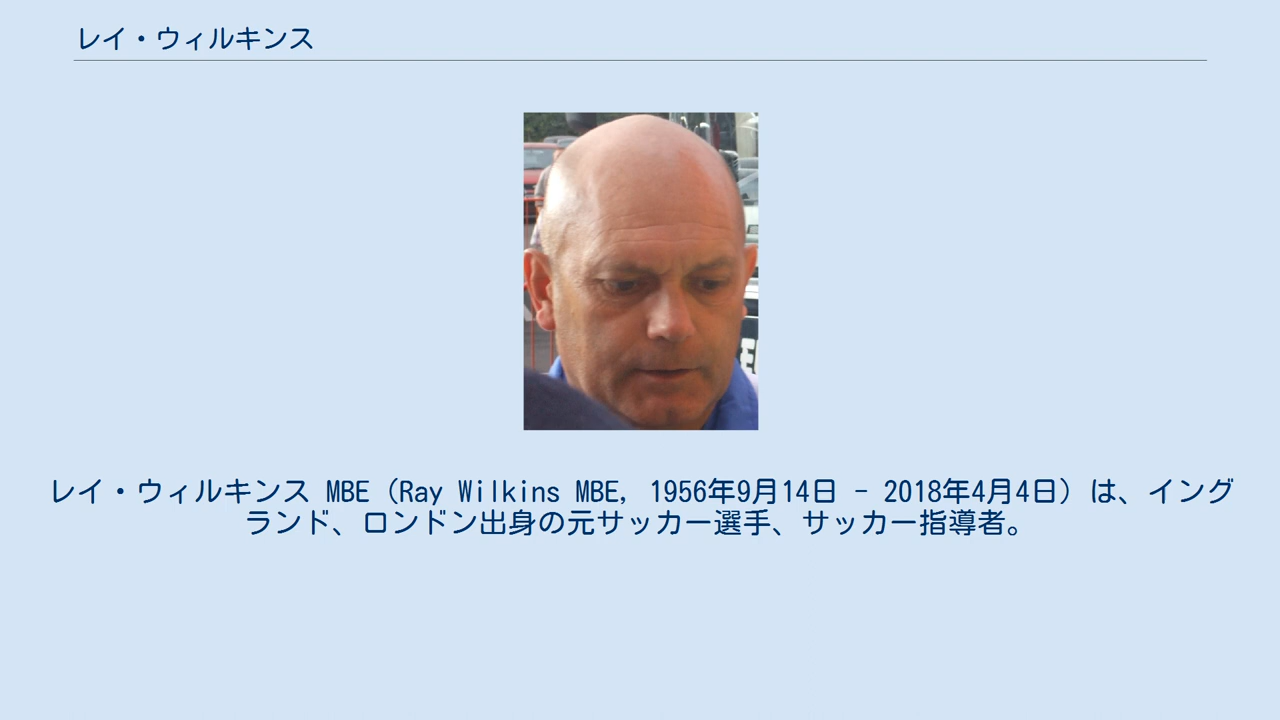 レイ・ウィルキンス
レイ・ウィルキンス MBE（Ray Wilkins MBE, 1956年9月14日 - 2018年4月4日）は、イング
ランド、ロンドン出身の元サッカー選手、サッカー指導者。